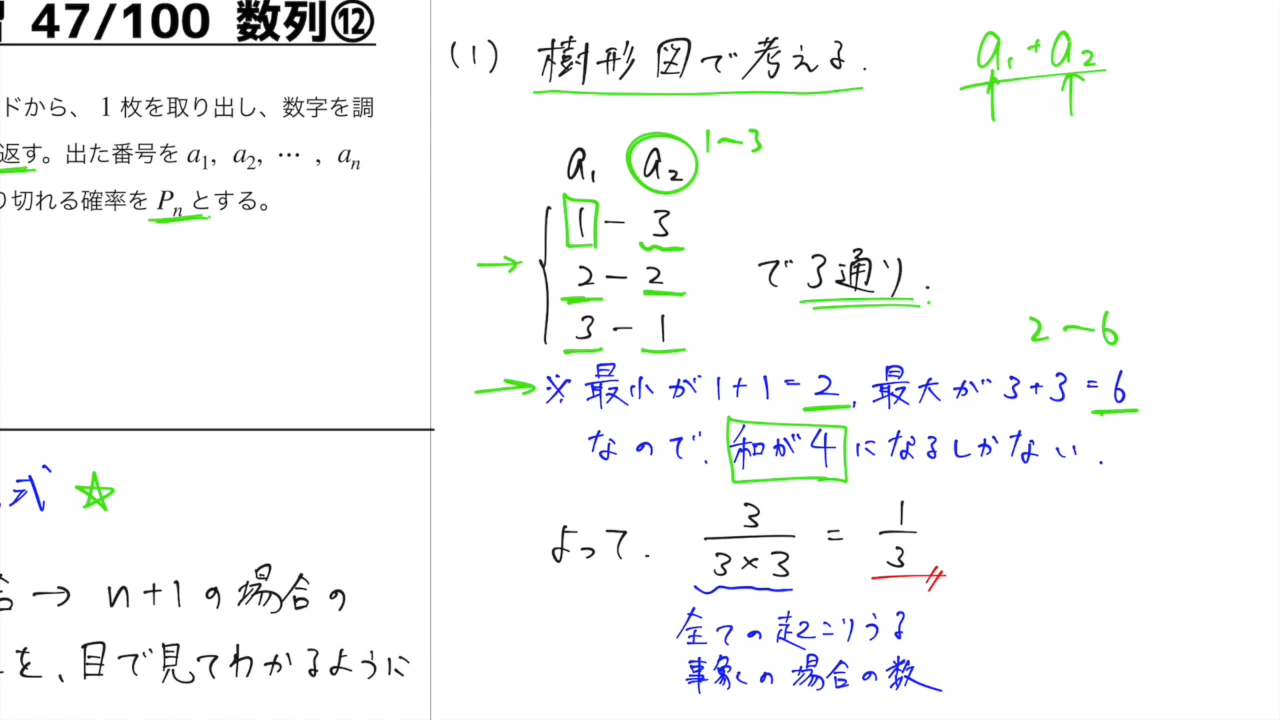 習 47/100 数列⑫
ドから、1枚を取り出し、数字を調
返す。出た番号を a₁, a₂, ⋯ , aₙ
り切れる確率を Pₙ とする。
式 ☆
合 → n+1の場合の
を、目で見てわかるように
(1) 樹形図で考える.
a₁+a₂
a₁ a₂ 1〜3
1 - 3
→ 2 - 2 で3通り.
3 - 1
2〜6
→ ※最小が1+1=2, 最大が3+3=6
なので、和が4になるしかない.
よって. 3/(3×3) = 1/3
全ての起こりうる
事象の場合の数